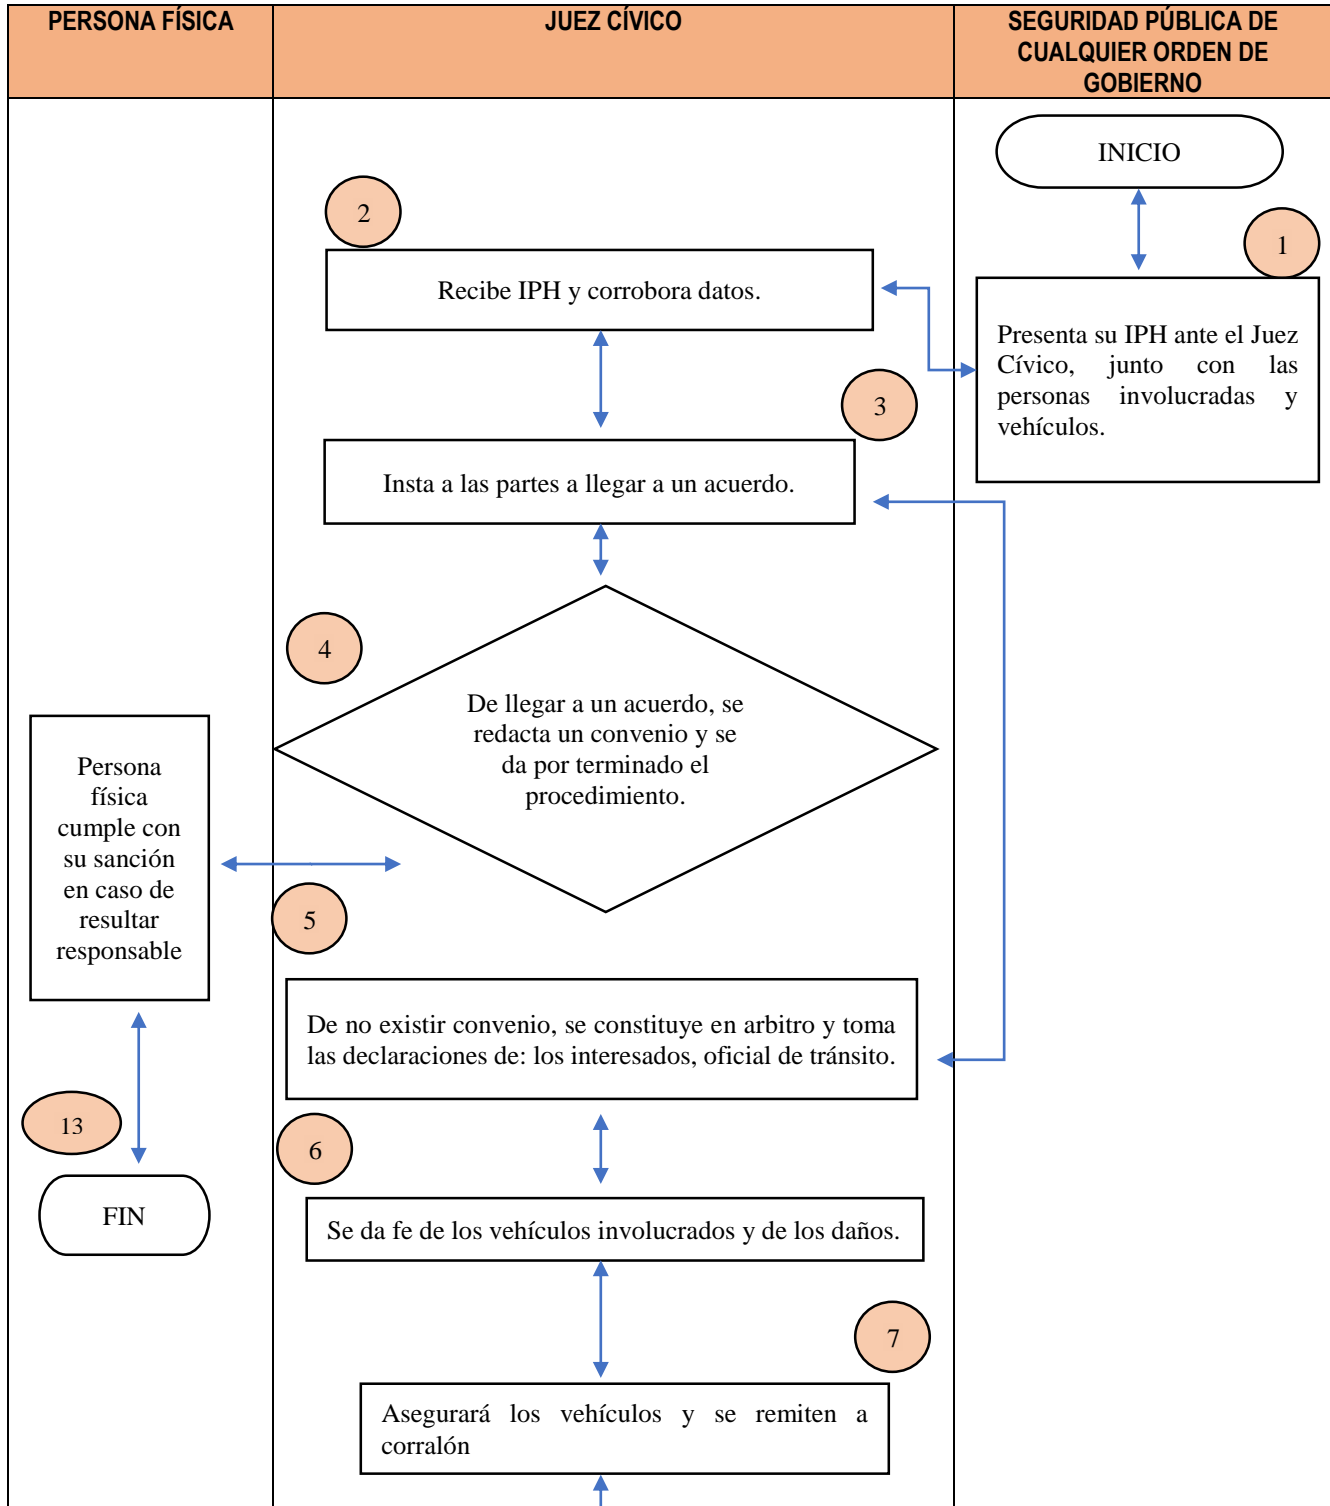 PERSONA FÍSICA
JUEZ CÍVICO
SEGURIDAD PÚBLICA DE
CUALQUIER ORDEN DE
GOBIERNO
INICIO
1
Presenta su IPH ante el Juez
Cívico, junto con las
personas involucradas y
vehículos.
2
Recibe IPH y corrobora datos.
3
Insta a las partes a llegar a un acuerdo.
4
De llegar a un acuerdo, se
redacta un convenio y se
da por terminado el
procedimiento.
Persona
física
cumple con
su sanción
en caso de
resultar
responsable
5
De no existir convenio, se constituye en arbitro y toma
las declaraciones de: los interesados, oficial de tránsito.
13
FIN
6
Se da fe de los vehículos involucrados y de los daños.
7
Asegurará los vehículos y se remiten a
corralón